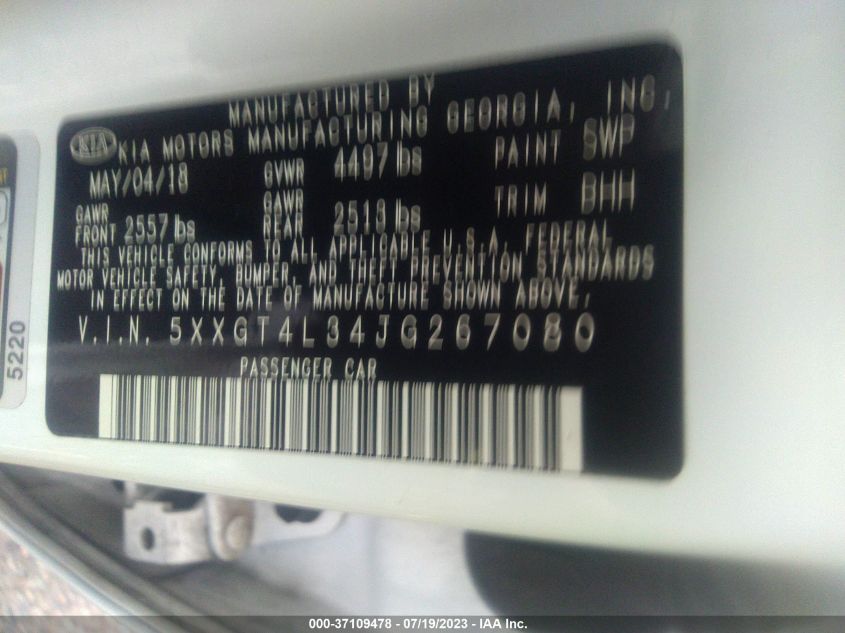 MANUFACTURED BY
KIA KIA MOTORS MANUFACTURING GEORGIA, INC.
MAY/04/18 GVWR 4497 lbs PAINT SWP
GAWR FRONT 2557 lbs GAWR REAR 2513 lbs TRIM BHH
THIS VEHICLE CONFORMS TO ALL APPLICABLE U.S.A. FEDERAL
MOTOR VEHICLE SAFETY, BUMPER, AND THEFT PREVENTION STANDARDS
IN EFFECT ON THE DATE OF MANUFACTURE SHOWN ABOVE.
V.I.N. 5XXGT4L34JG267080
PASSENGER CAR
5220
000-37109478 - 07/19/2023 - IAA Inc.